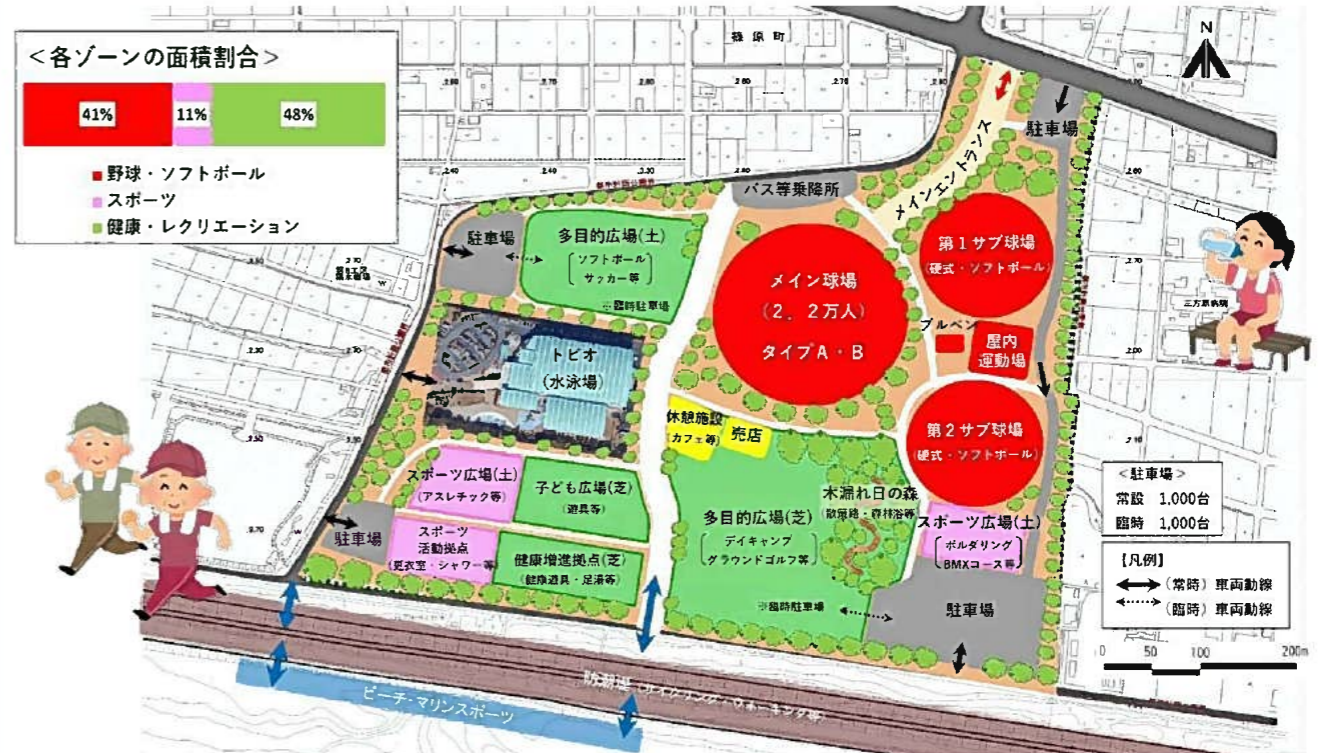 ＜各ゾーンの面積割合＞
41%
11%
48%
野球・ソフトボール
スポーツ
健康・レクリエーション
篠原町
N
駐車場
メインエントランス
バス等乗降所
駐車場
多目的広場(土)
ソフトボール
サッカー等
※臨時駐車場
メイン球場
(２．２万人)
タイプA・B
第1サブ球場
(硬式・ソフトボール)
ブルペン
屋内
運動場
トビオ
(水泳場)
休憩施設
(カフェ等)
売店
第2サブ球場
(硬式・ソフトボール)
スポーツ広場(土)
(アスレチック等)
子ども広場(芝)
(遊具等)
多目的広場(芝)
デイキャンプ
グラウンドゴルフ等
木漏れ日の森
(散策路・森林浴等)
スポーツ広場(土)
ボルダリング
BMXコース等
駐車場
スポーツ
活動拠点
(更衣室・シャワー等)
健康増進拠点(芝)
(健康遊具・足湯等)
※臨時駐車場
駐車場
＜駐車場＞
常設 1,000台
臨時 1,000台
【凡例】
(常時) 車両動線
(臨時) 車両動線
0 50 100 200m
防潮堤（サイクリング・ウォーキング等）
ビーチ・マリンスポーツ